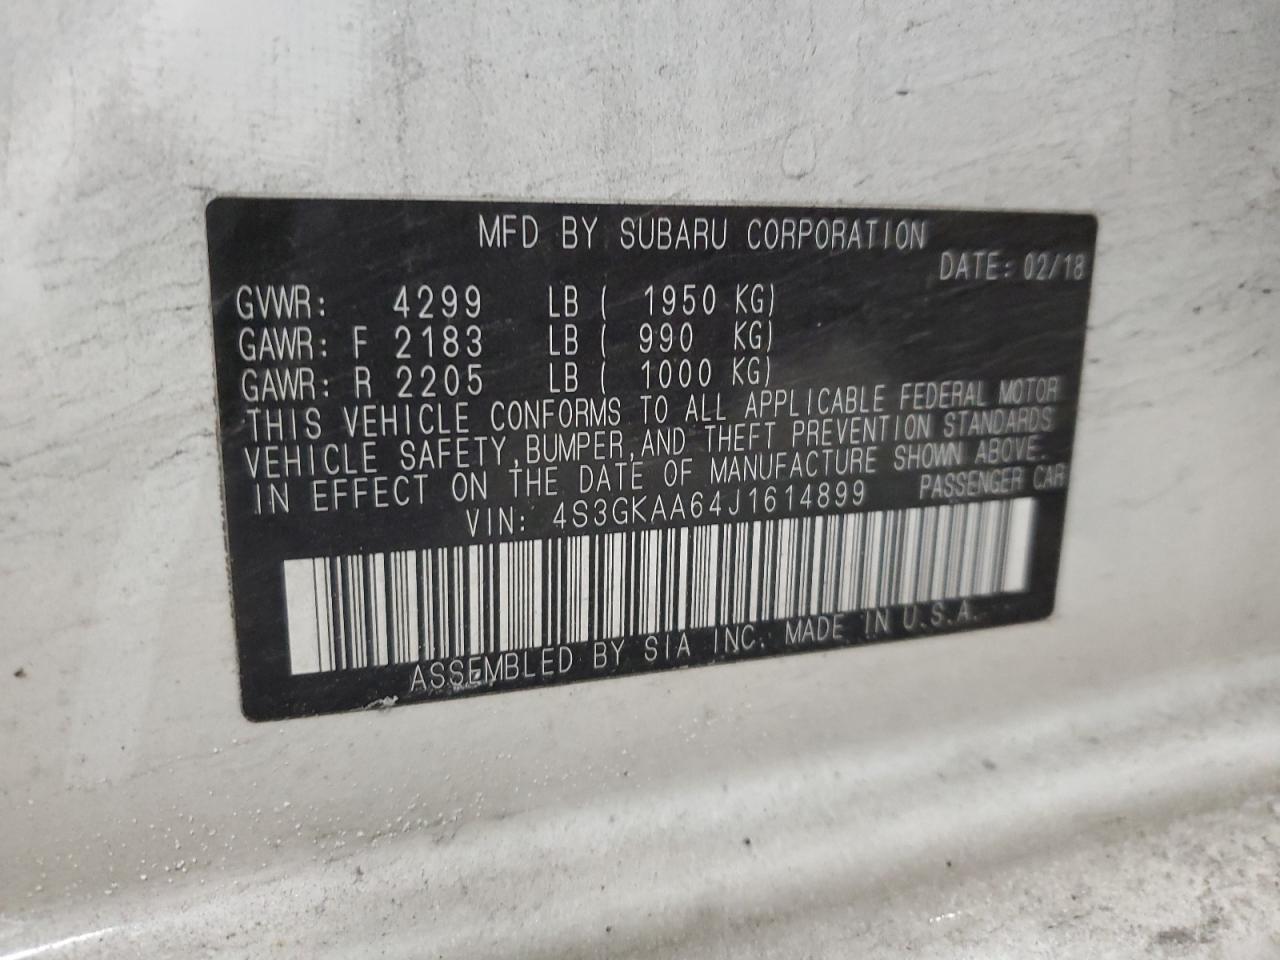 MFD BY SUBARU CORPORATION
DATE: 02/18
GVWR: 4299 LB ( 1950 KG)
GAWR: F 2183 LB ( 990 KG)
GAWR: R 2205 LB ( 1000 KG)
THIS VEHICLE CONFORMS TO ALL APPLICABLE FEDERAL MOTOR
VEHICLE SAFETY,BUMPER,AND THEFT PREVENTION STANDARDS
IN EFFECT ON THE DATE OF MANUFACTURE SHOWN ABOVE.
VIN: 4S3GKAA64J1614899 PASSENGER CAR
ASSEMBLED BY SIA INC. MADE IN U.S.A.